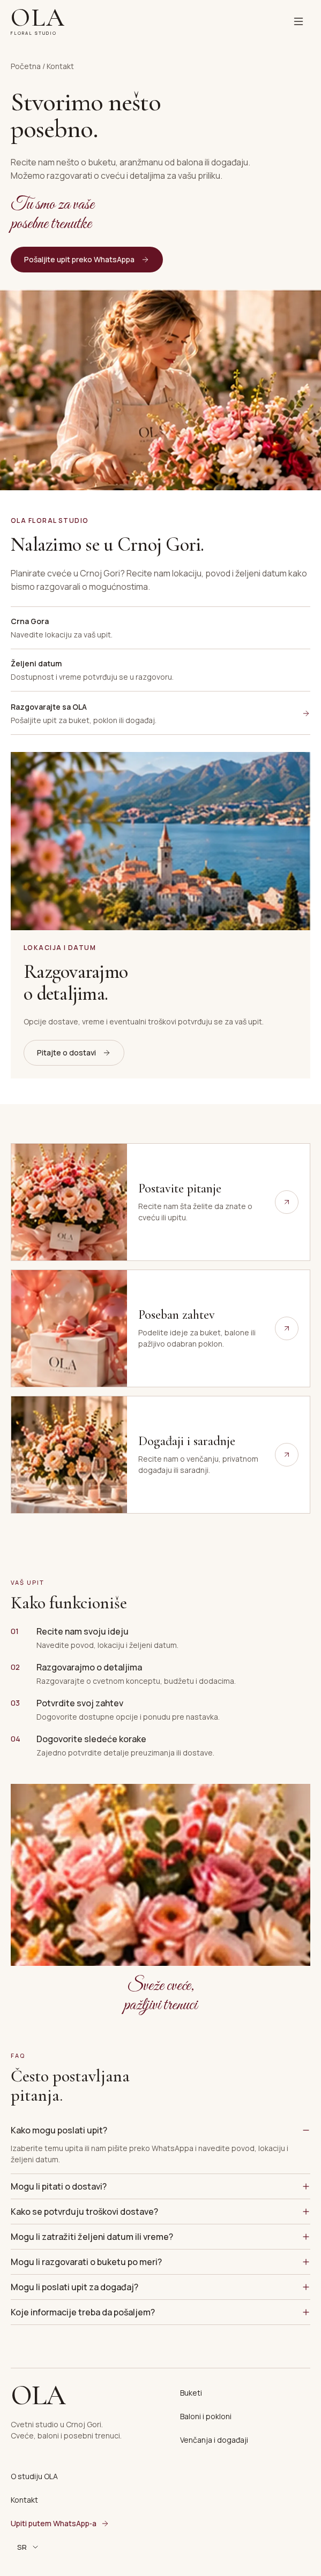 OLA
FLORAL STUDIO
Početna / Kontakt
Stvorimo nešto
posebno.
Recite nam nešto o buketu, aranžmanu od balona ili događaju.
Možemo razgovarati o cveću i detaljima za vašu priliku.
Tu smo za vaše
posebne trenutke
Pošaljite upit preko WhatsAppa
OLA
OLA FLORAL STUDIO
Nalazimo se u Crnoj Gori.
Planirate cveće u Crnoj Gori? Recite nam lokaciju, povod i željeni datum kako
bismo razgovarali o mogućnostima.
Crna Gora
Navedite lokaciju za vaš upit.
Željeni datum
Dostupnost i vreme potvrđuju se u razgovoru.
Razgovarajte sa OLA
Pošaljite upit za buket, poklon ili događaj.
LOKACIJA I DATUM
Razgovarajmo
o detaljima.
Opcije dostave, vreme i eventualni troškovi potvrđuju se za vaš upit.
Pitajte o dostavi
OLA
Postavite pitanje
Recite nam šta želite da znate o
cveću ili upitu.
OLA
Poseban zahtev
Podelite ideje za buket, balone ili
pažljivo odabran poklon.
Događaji i saradnje
Recite nam o venčanju, privatnom
događaju ili saradnji.
VAŠ UPIT
Kako funkcioniše
01
Recite nam svoju ideju
Navedite povod, lokaciju i željeni datum.
02
Razgovarajmo o detaljima
Razgovarajte o cvetnom konceptu, budžetu i dodacima.
03
Potvrdite svoj zahtev
Dogovorite dostupne opcije i ponudu pre nastavka.
04
Dogovorite sledeće korake
Zajedno potvrdite detalje preuzimanja ili dostave.
Sveže cveće,
pažljivi trenuci
FAQ
Često postavljana
pitanja.
Kako mogu poslati upit?
Izaberite temu upita ili nam pišite preko WhatsAppa i navedite povod, lokaciju i
željeni datum.
Mogu li pitati o dostavi?
Kako se potvrđuju troškovi dostave?
Mogu li zatražiti željeni datum ili vreme?
Mogu li razgovarati o buketu po meri?
Mogu li poslati upit za događaj?
Koje informacije treba da pošaljem?
OLA
Cvetni studio u Crnoj Gori.
Cveće, baloni i posebni trenuci.
Buketi
Baloni i pokloni
Venčanja i događaji
O studiju OLA
Kontakt
Upiti putem WhatsApp-a
SR